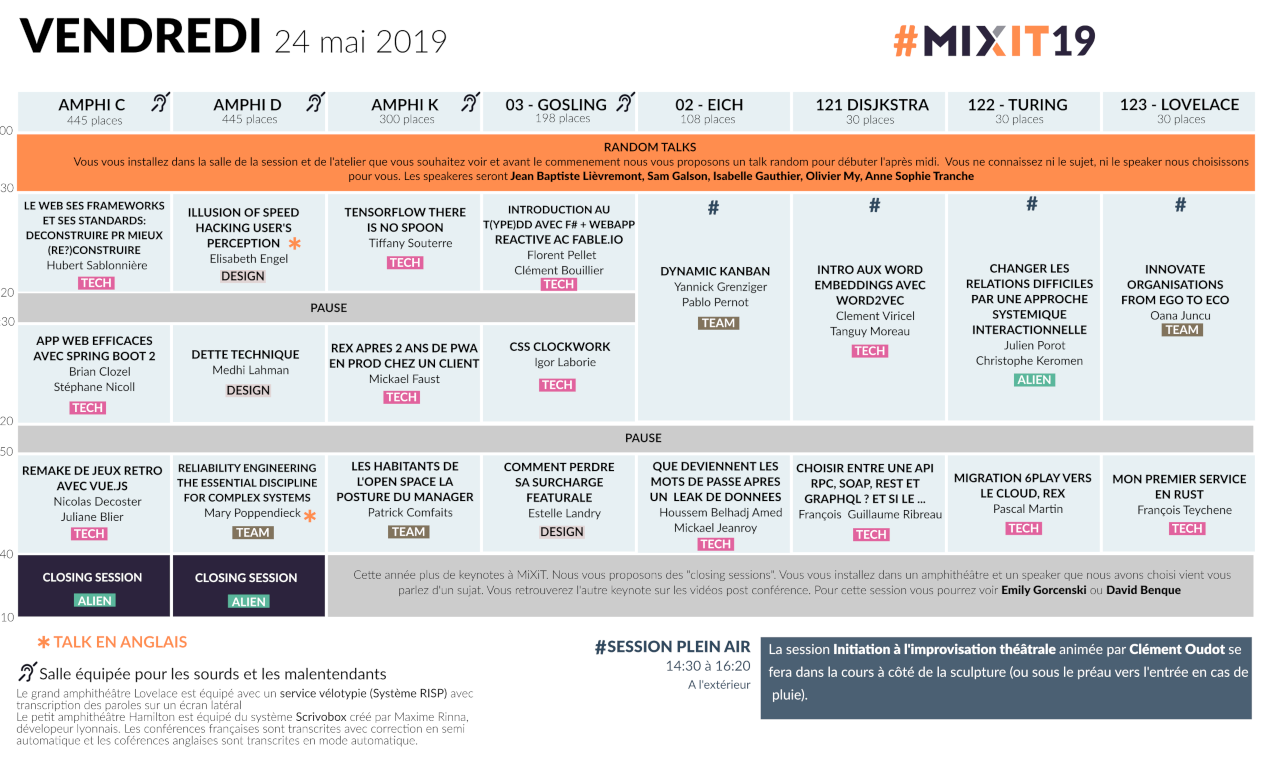 VENDREDI 24 mai 2019
#MIXIT19
AMPHI C
445 places
AMPHI D
445 places
AMPHI K
300 places
03 - GOSLING
198 places
02 - EICH
108 places
121 DISJKSTRA
30 places
122 - TURING
30 places
123 - LOVELACE
30 places
00
RANDOM TALKS
Vous vous installez dans la salle de la session et de l'atelier que vous souhaitez voir et avant le commenement nous vous proposons un talk random pour débuter l'après midi. Vous ne connaissez ni le sujet, ni le speaker nous choisissons
pour vous. Les speakeres seront Jean Baptiste Lièvremont, Sam Galson, Isabelle Gauthier, Olivier My, Anne Sophie Tranche
30
LE WEB SES FRAMEWORKS
ET SES STANDARDS:
DECONSTRUIRE PR MIEUX
(RE?)CONSTRUIRE
Hubert Sablonnière
TECH
ILLUSION OF SPEED
HACKING USER'S
PERCEPTION *
Elisabeth Engel
DESIGN
TENSORFLOW THERE
IS NO SPOON
Tiffany Souterre
TECH
INTRODUCTION AU
T(YPE)DD AVEC F# + WEBAPP
REACTIVE AC FABLE.IO
Florent Pellet
Clément Bouillier
TECH
#
DYNAMIC KANBAN
Yannick Grenziger
Pablo Pernot
TEAM
#
INTRO AUX WORD
EMBEDDINGS AVEC
WORD2VEC
Clement Viricel
Tanguy Moreau
TECH
#
CHANGER LES
RELATIONS DIFFICILES
PAR UNE APPROCHE
SYSTEMIQUE
INTERACTIONNELLE
Julien Porot
Christophe Keromen
ALIEN
#
INNOVATE
ORGANISATIONS
FROM EGO TO ECO
Oana Juncu
TEAM
20
PAUSE
:30
APP WEB EFFICACES
AVEC SPRING BOOT 2
Brian Clozel
Stéphane Nicoll
TECH
DETTE TECHNIQUE
Medhi Lahman
DESIGN
REX APRES 2 ANS DE PWA
EN PROD CHEZ UN CLIENT
Mickael Faust
TECH
CSS CLOCKWORK
Igor Laborie
TECH
20
PAUSE
50
REMAKE DE JEUX RETRO
AVEC VUE.JS
Nicolas Decoster
Juliane Blier
TECH
RELIABILITY ENGINEERING
THE ESSENTIAL DISCIPLINE
FOR COMPLEX SYSTEMS
Mary Poppendieck *
TEAM
LES HABITANTS DE
L'OPEN SPACE LA
POSTURE DU MANAGER
Patrick Comfaits
TEAM
COMMENT PERDRE
SA SURCHARGE
FEATURALE
Estelle Landry
DESIGN
QUE DEVIENNENT LES
MOTS DE PASSE APRES
UN LEAK DE DONNEES
Houssem Belhadj Amed
Mickael Jeanroy
TECH
CHOISIR ENTRE UNE API
RPC, SOAP, REST ET
GRAPHQL ? ET SI LE ...
François Guillaume Ribreau
TECH
MIGRATION 6PLAY VERS
LE CLOUD, REX
Pascal Martin
TECH
MON PREMIER SERVICE
EN RUST
François Teychene
TECH
40
CLOSING SESSION
ALIEN
CLOSING SESSION
ALIEN
Cette année plus de keynotes à MiXiT. Nous vous proposons des "closing sessions". Vous vous installez dans un amphithéâtre et un speaker que nous avons choisi vient vous
parlez d'un sujat. Vous retrouverez l'autre keynote sur les vidéos post conférence. Pour cette session vous pourrez voir Emily Gorcenski ou David Benque
10
* TALK EN ANGLAIS
Salle équipée pour les sourds et les malentendants
Le grand amphithéâtre Lovelace est équipé avec un service vélotypie (Système RISP) avec
transcription des paroles sur un écran latéral
Le petit amphithéâtre Hamilton est équipé du système Scrivobox créé par Maxime Rinna,
dévelopeur lyonnais. Les conférences françaises sont transcrites avec correction en semi
automatique et les coférences anglaises sont transcrites en mode automatique.
#SESSION PLEIN AIR
14:30 à 16:20
A l'extérieur
La session Initiation à l'improvisation théâtrale animée par Clément Oudot se
fera dans la cours à côté de la sculpture (ou sous le préau vers l'entrée en cas de
pluie).